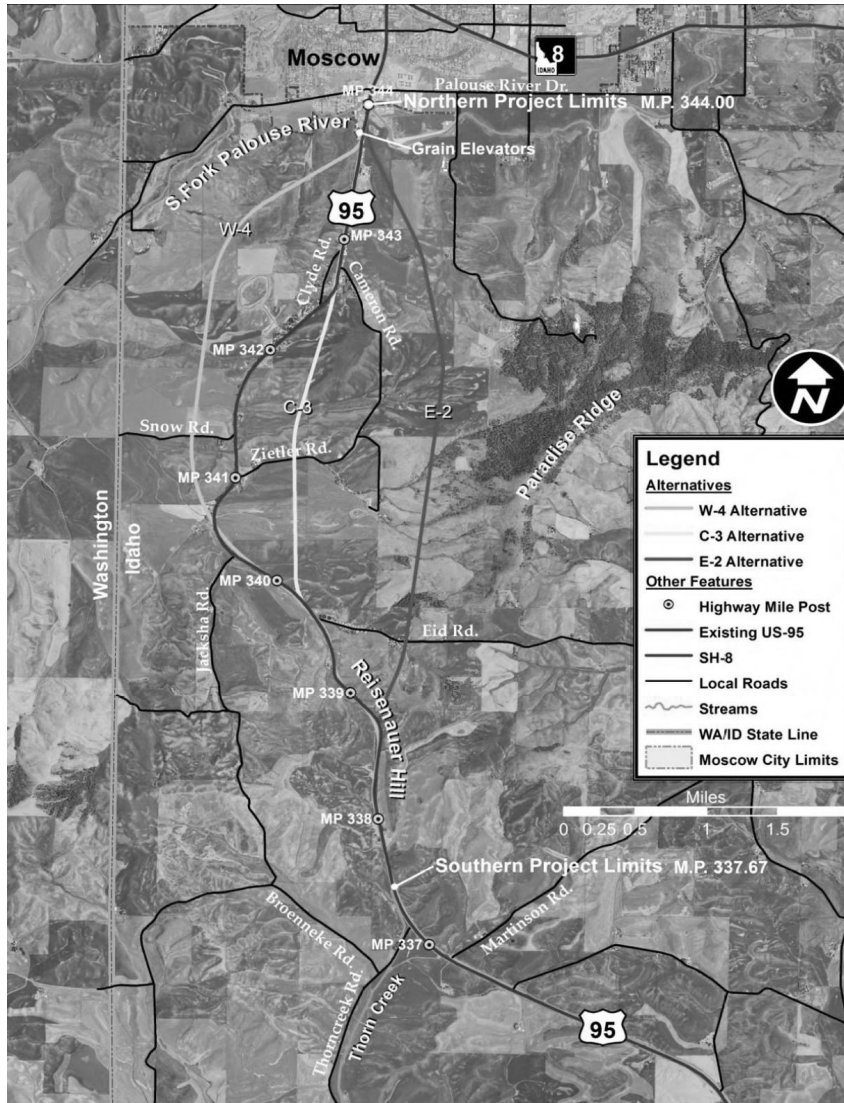 Moscow
8
IDAHO
MP 344
Palouse River Dr.
Northern Project Limits M.P. 344.00
S.Fork Palouse River
Grain Elevators
95
W-4
MP 343
Clyde Rd.
Cameron Rd.
MP 342
N
C-3
E-2
Paradise Ridge
Snow Rd.
Zietler Rd.
MP 341
Washington
Idaho
MP 340
Jacksha Rd.
Eid Rd.
MP 339
Reisenauer Hill
MP 338
Legend
Alternatives
W-4 Alternative
C-3 Alternative
E-2 Alternative
Other Features
Highway Mile Post
Existing US-95
SH-8
Local Roads
Streams
WA/ID State Line
Moscow City Limits
Miles
0 0.25 0.5 1 1.5
Southern Project Limits M.P. 337.67
Broenneke Rd.
Martinson Rd.
MP 337
Thorncreek Rd.
Thorn Creek
95